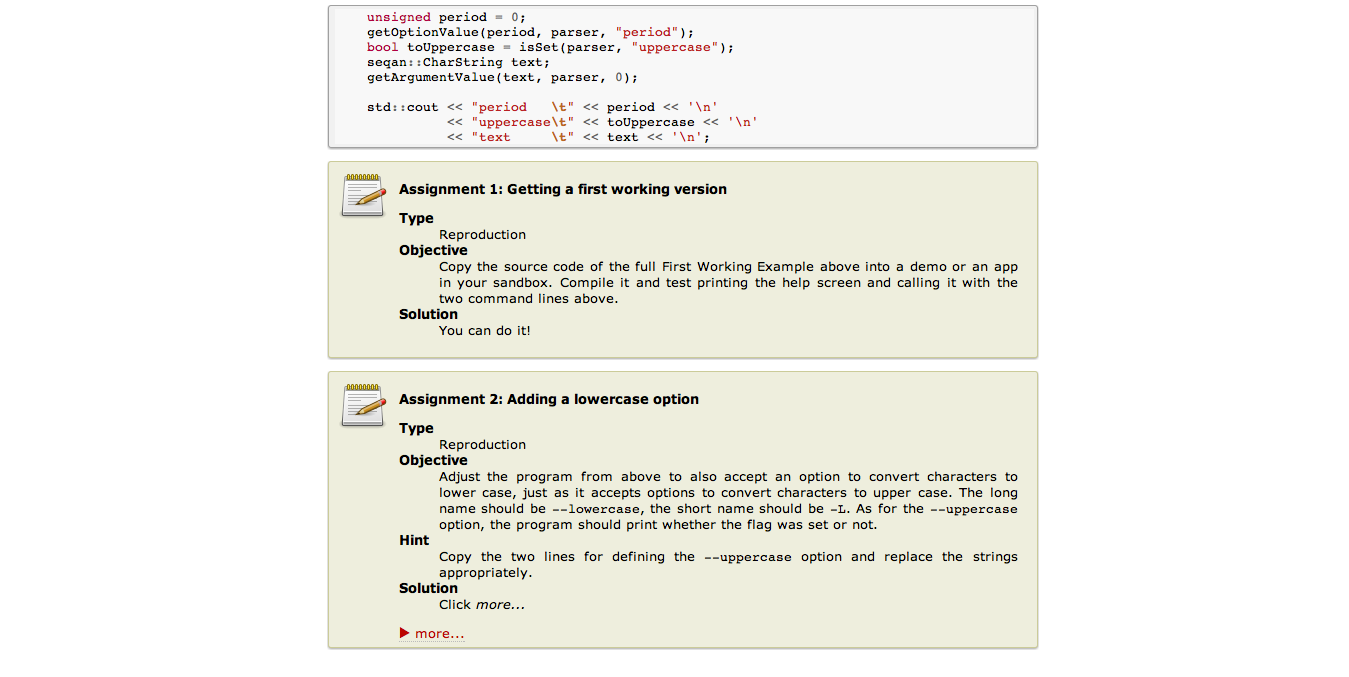 unsigned period = 0;
getOptionValue(period, parser, "period");
bool toUppercase = isSet(parser, "uppercase");
seqan::CharString text;
getArgumentValue(text, parser, 0);
std::cout << "period   \t" << period << '\n'
          << "uppercase\t" << toUppercase << '\n'
          << "text     \t" << text << '\n';
Assignment 1: Getting a first working version
Type
Reproduction
Objective
Copy the source code of the full First Working Example above into a demo or an app
in your sandbox. Compile it and test printing the help screen and calling it with the
two command lines above.
Solution
You can do it!
Assignment 2: Adding a lowercase option
Type
Reproduction
Objective
Adjust the program from above to also accept an option to convert characters to
lower case, just as it accepts options to convert characters to upper case. The long
name should be --lowercase, the short name should be -L. As for the --uppercase
option, the program should print whether the flag was set or not.
Hint
Copy the two lines for defining the --uppercase option and replace the strings
appropriately.
Solution
Click more...
more...